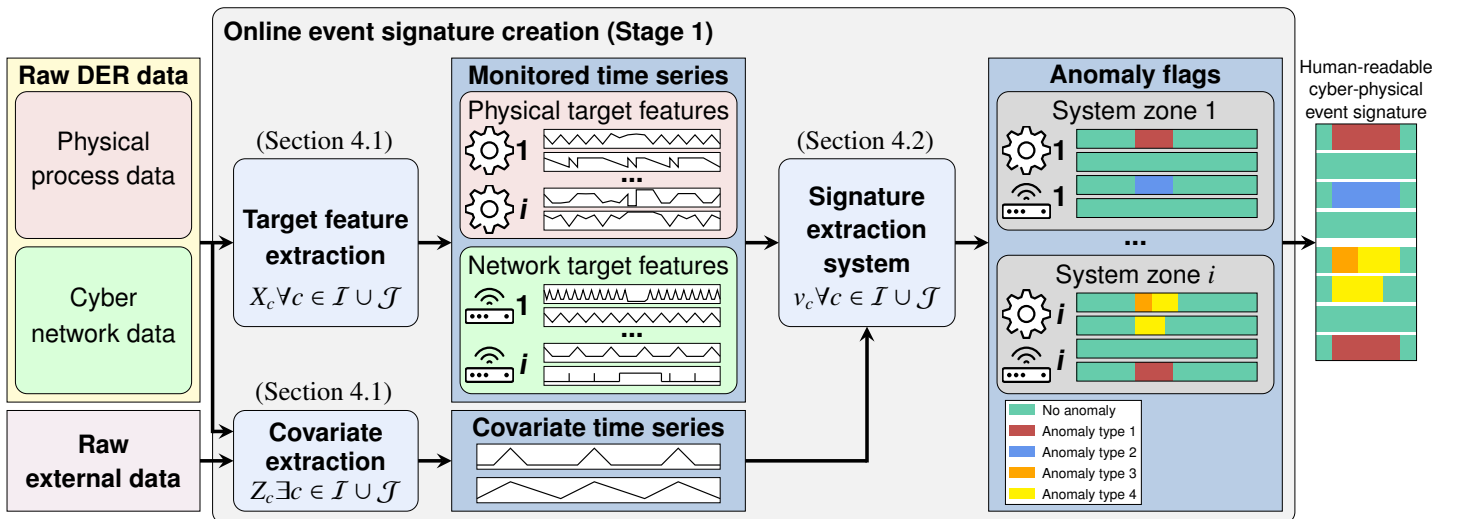 Online event signature creation (Stage 1)
Raw DER data
Physical
process data
Cyber
network data
Raw
external data
(Section 4.1)
Target feature
extraction
X_c∀c ∈ I ∪ J
(Section 4.1)
Covariate
extraction
Z_c∃c ∈ I ∪ J
Monitored time series
Physical target features
1
...
i
Network target features
1
...
i
Covariate time series
(Section 4.2)
Signature
extraction
system
v_c∀c ∈ I ∪ J
Anomaly flags
System zone 1
1
1
...
System zone i
i
i
No anomaly
Anomaly type 1
Anomaly type 2
Anomaly type 3
Anomaly type 4
Human-readable
cyber-physical
event signature